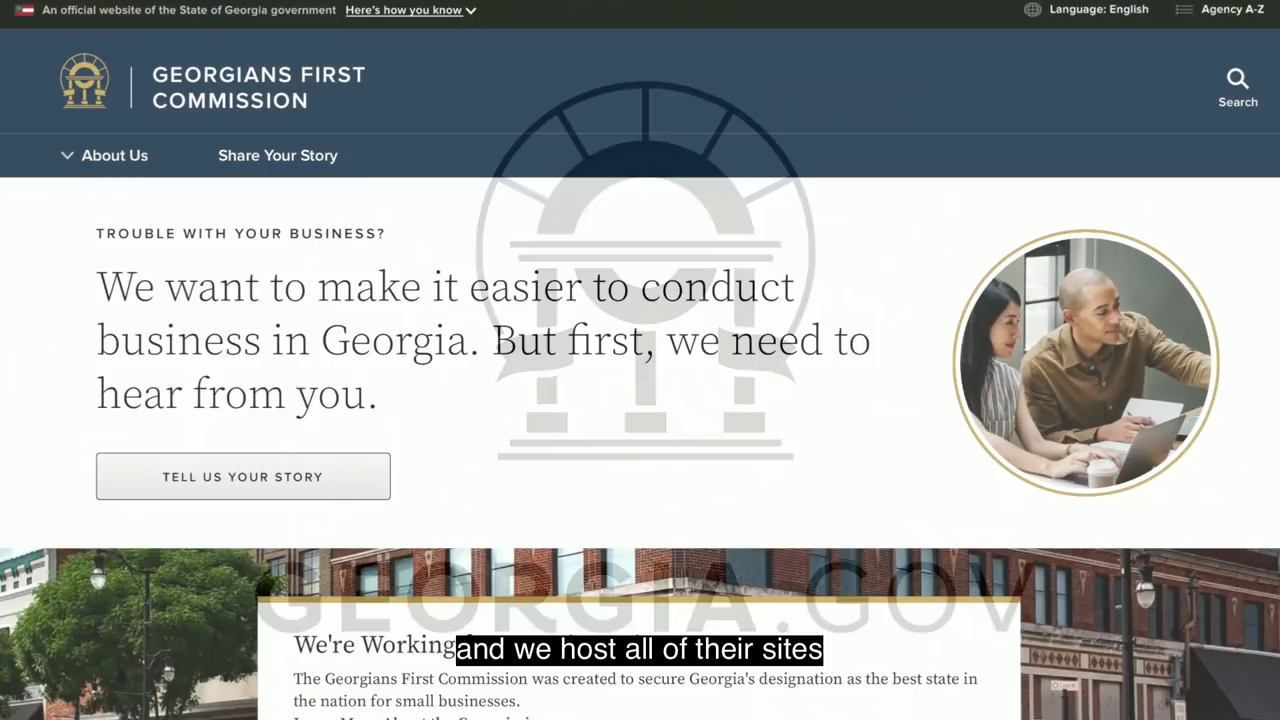 An official website of the State of Georgia government Here's how you know
Language: English
Agency A-Z
GEORGIANS FIRST
COMMISSION
Search
About Us
Share Your Story
TROUBLE WITH YOUR BUSINESS?
We want to make it easier to conduct
business in Georgia. But first, we need to
hear from you.
TELL US YOUR STORY
GEORGIA.GOV
We're Working
and we host all of their sites
The Georgians First Commission was created to secure Georgia's designation as the best state in
the nation for small businesses.